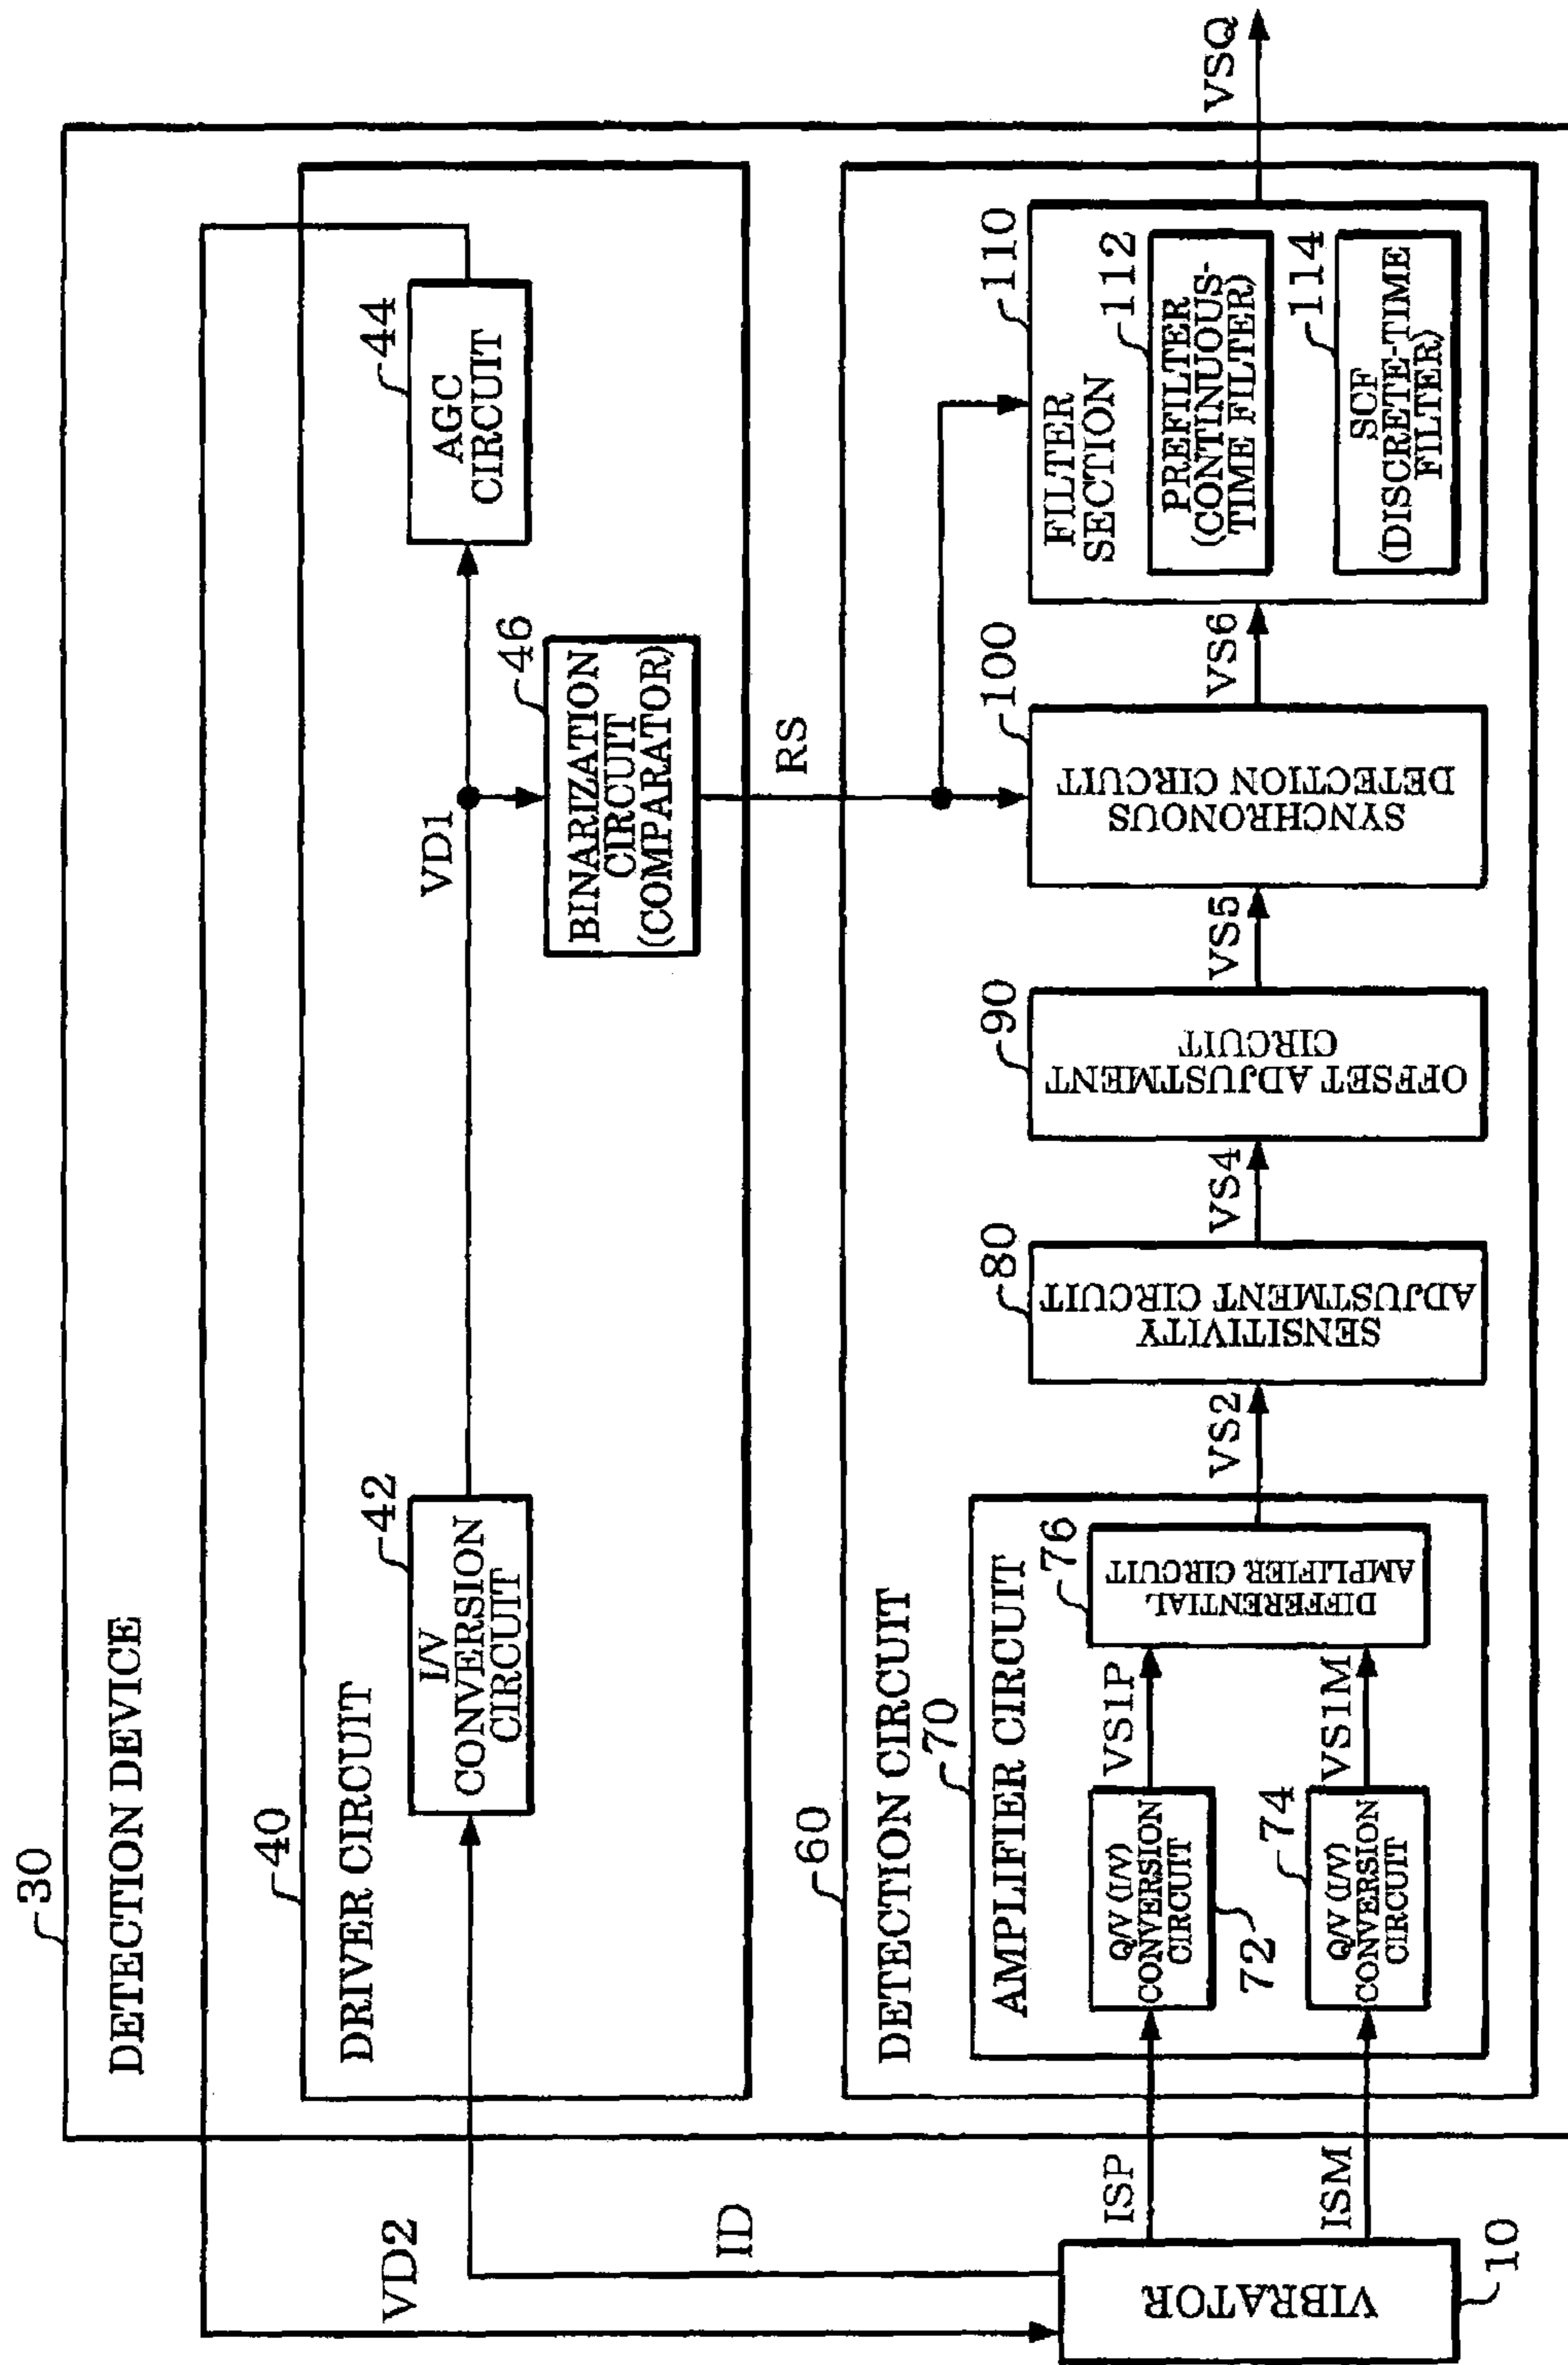 30
DETECTION DEVICE
VD2
ID
40
DRIVER CIRCUIT
42
I/V
CONVERSION
CIRCUIT
VD1
44
AGC
CIRCUIT
46
BINARIZATION
CIRCUIT
(COMPARATOR)
RS
60
DETECTION CIRCUIT
VIBRATOR
10
ISP
ISM
70
AMPLIFIER CIRCUIT
Q/V (I/V)
CONVERSION
CIRCUIT
72
74
Q/V (I/V)
CONVERSION
CIRCUIT
VS1P
VS1M
76
DIFFERENTIAL
AMPLIFIER CIRCUIT
VS2
80
SENSITIVITY
ADJUSTMENT CIRCUIT
VS4
90
OFFSET ADJUSTMENT
CIRCUIT
VS5
100
SYNCHRONOUS
DETECTION CIRCUIT
VS6
110
FILTER
SECTION
112
PREFILTER
(CONTINUOUS-
TIME FILTER)
114
SCF
(DISCRETE-TIME
FILTER)
VSQ